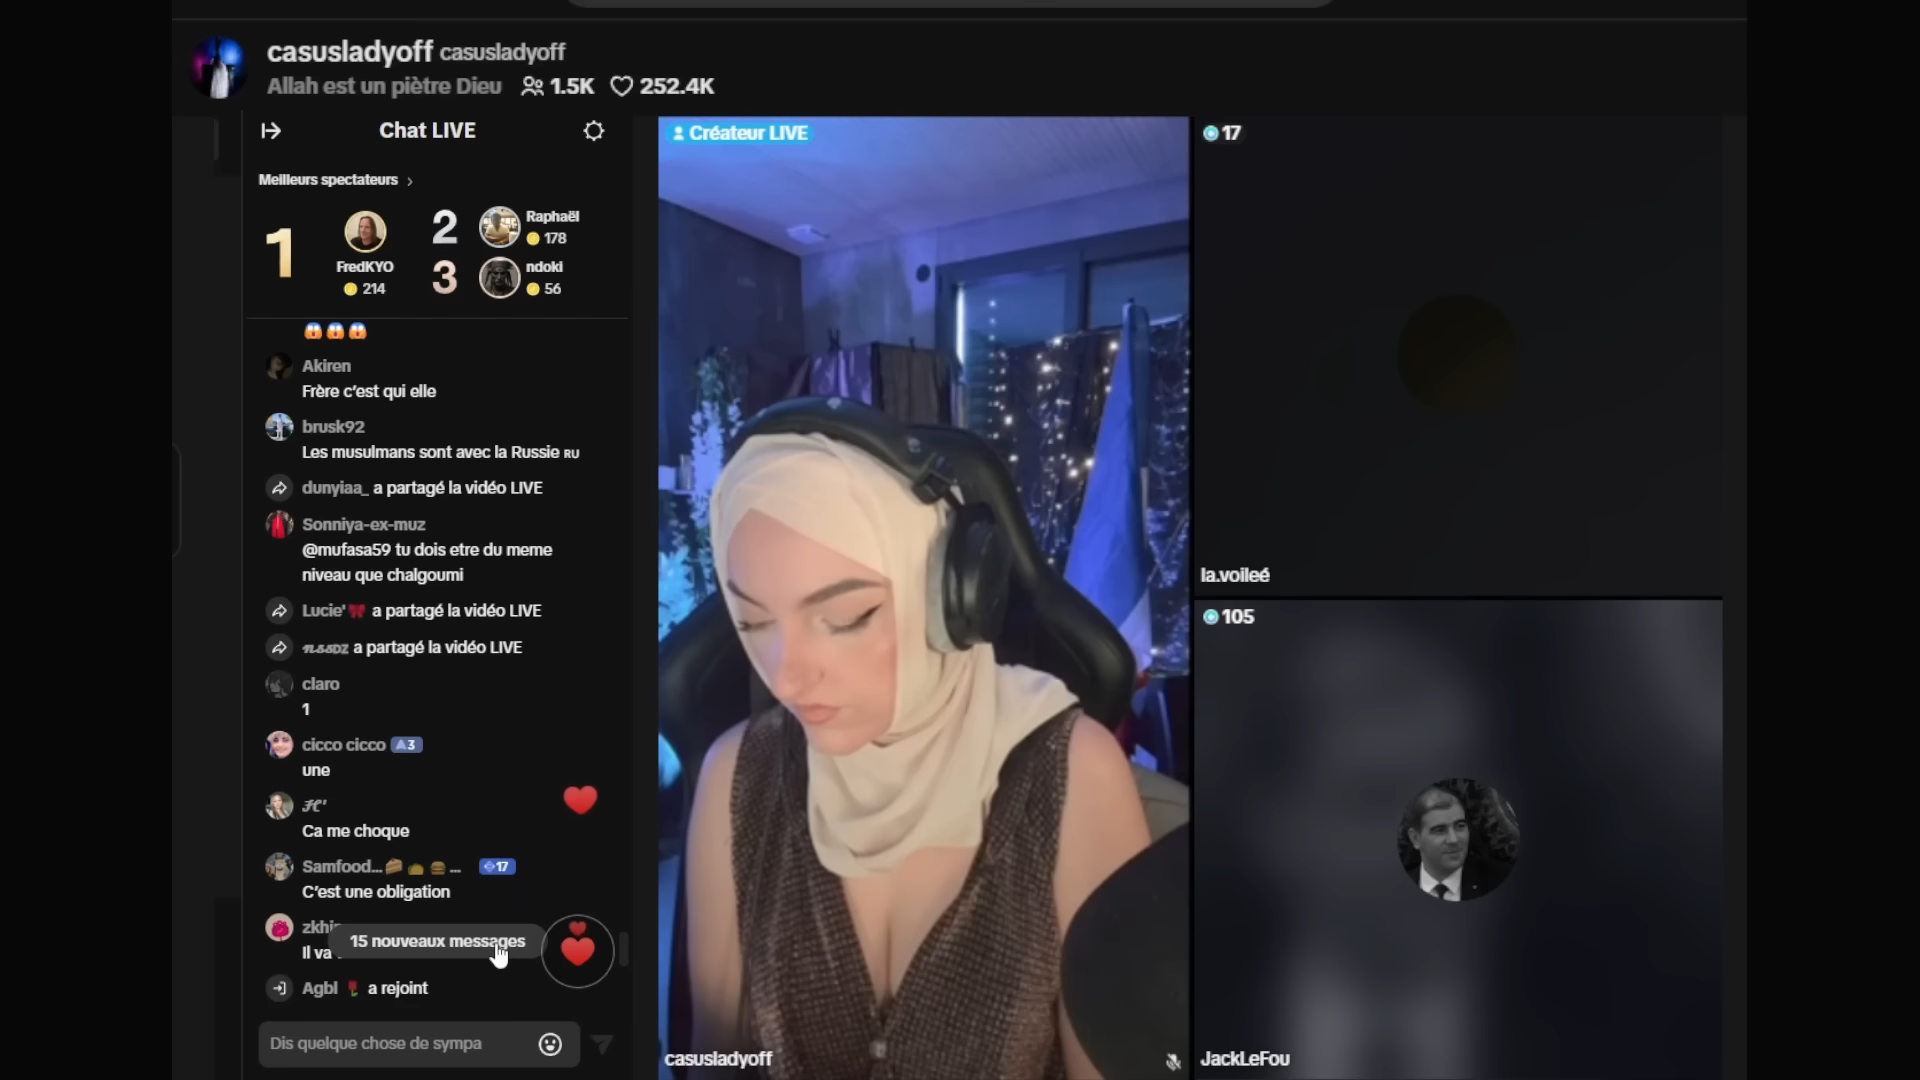 casusladyoff casusladyoff
Allah est un piètre Dieu 1.5K 252.4K
Chat LIVE
Meilleurs spectateurs
1
FredKYO
214
2
Raphaël
178
3
ndoki
56
Akiren
Frère c'est qui elle
brusk92
Les musulmans sont avec la Russie RU
dunyiaa_ a partagé la vidéo LIVE
Sonniya-ex-muz
@mufasa59 tu dois etre du meme
niveau que chalgoumi
Lucie' a partagé la vidéo LIVE
a partagé la vidéo LIVE
claro
1
cicco cicco 3
une
Ca me choque
Samfood... ... 17
C'est une obligation
Il va
15 nouveaux messages
Agbl a rejoint
Dis quelque chose de sympa
Créateur LIVE
casusladyoff
17
la.voileé
105
JackLeFou